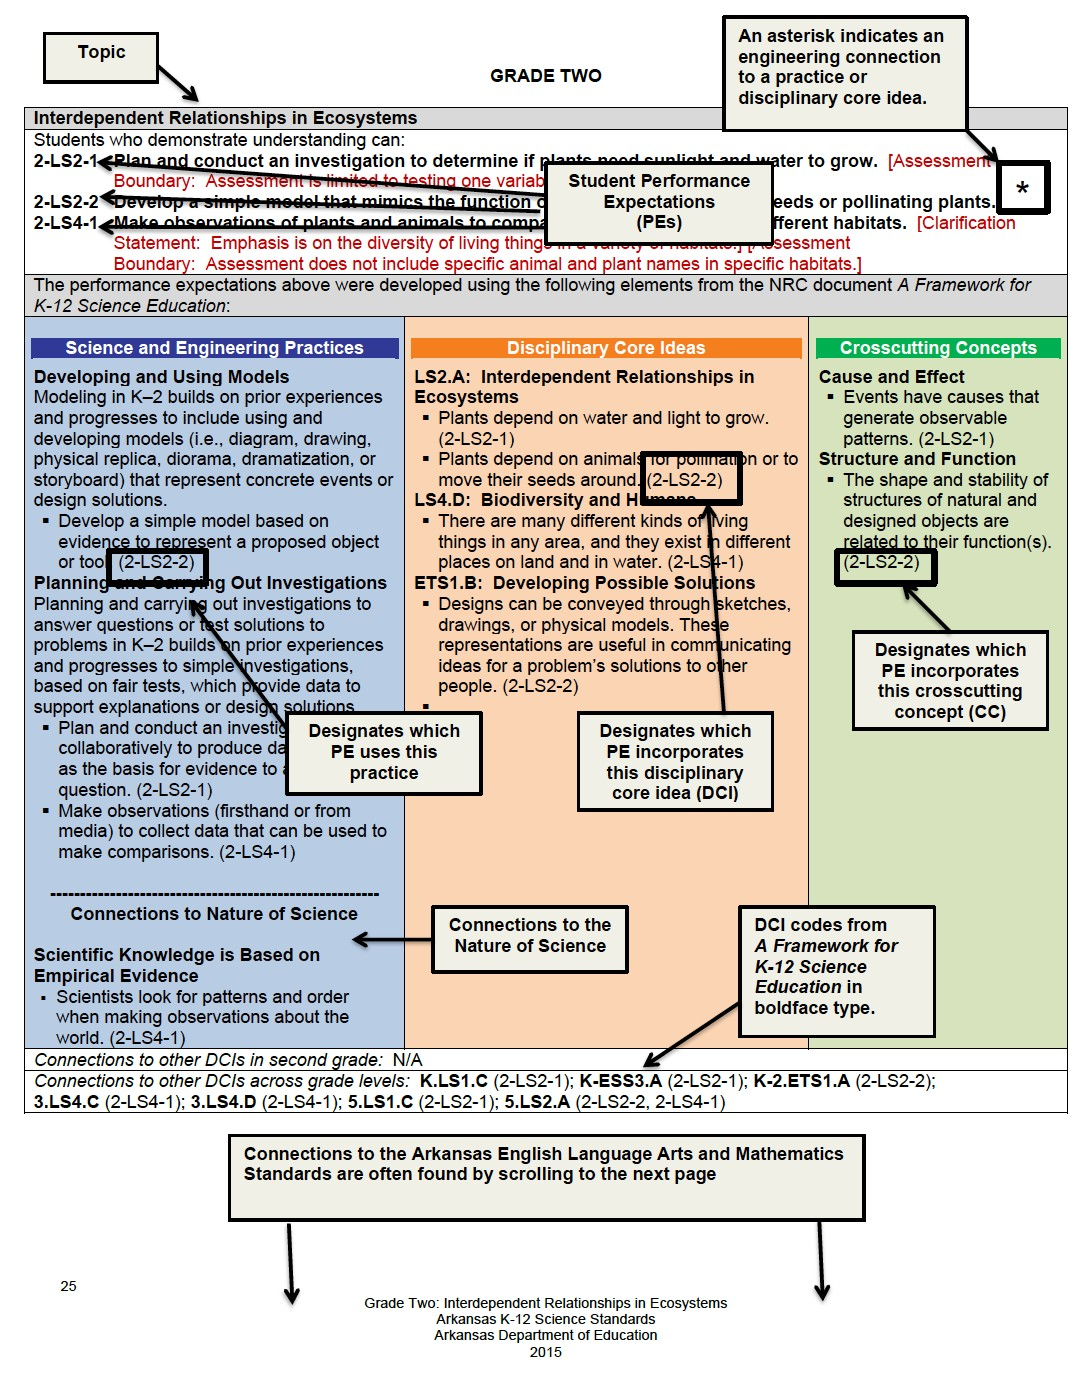 Topic
An asterisk indicates an
engineering connection
to a practice or
disciplinary core idea.
GRADE TWO
Interdependent Relationships in Ecosystems
Students who demonstrate understanding can:
2-LS2-1 Plan and conduct an investigation to determine if plants need sunlight and water to grow. [Assessment
Boundary: Assessment is limited to testing one variab
2-LS2-2 Develop a simple model that mimics the function o eeds or pollinating plants.
*
2-LS4-1 Make observations of plants and animals to compa fferent habitats. [Clarification
Statement: Emphasis is on the diversity of living things in a variety of habitats.] [Assessment
Boundary: Assessment does not include specific animal and plant names in specific habitats.]
Student Performance
Expectations
(PEs)
The performance expectations above were developed using the following elements from the NRC document A Framework for
K-12 Science Education:
Science and Engineering Practices
Developing and Using Models
Modeling in K–2 builds on prior experiences
and progresses to include using and
developing models (i.e., diagram, drawing,
physical replica, diorama, dramatization, or
storyboard) that represent concrete events or
design solutions.
▪ Develop a simple model based on
evidence to represent a proposed object
or tool. (2-LS2-2)
Planning and Carrying Out Investigations
Planning and carrying out investigations to
answer questions or test solutions to
problems in K–2 builds on prior experiences
and progresses to simple investigations,
based on fair tests, which provide data to
support explanations or design solutions.
▪ Plan and conduct an investig
collaboratively to produce da
as the basis for evidence to a
question. (2-LS2-1)
▪ Make observations (firsthand or from
media) to collect data that can be used to
make comparisons. (2-LS4-1)
Designates which
PE uses this
practice
Connections to Nature of Science
Scientific Knowledge is Based on
Empirical Evidence
▪ Scientists look for patterns and order
when making observations about the
world. (2-LS4-1)
Disciplinary Core Ideas
LS2.A: Interdependent Relationships in
Ecosystems
▪ Plants depend on water and light to grow.
(2-LS2-1)
▪ Plants depend on animals for pollination or to
move their seeds around. (2-LS2-2)
LS4.D: Biodiversity and Humans
▪ There are many different kinds of living
things in any area, and they exist in different
places on land and in water. (2-LS4-1)
ETS1.B: Developing Possible Solutions
▪ Designs can be conveyed through sketches,
drawings, or physical models. These
representations are useful in communicating
ideas for a problem's solutions to other
people. (2-LS2-2)
▪
Designates which
PE incorporates
this disciplinary
core idea (DCI)
Connections to the
Nature of Science
Crosscutting Concepts
Cause and Effect
▪ Events have causes that
generate observable
patterns. (2-LS2-1)
Structure and Function
▪ The shape and stability of
structures of natural and
designed objects are
related to their function(s).
(2-LS2-2)
Designates which
PE incorporates
this crosscutting
concept (CC)
DCI codes from
A Framework for
K-12 Science
Education in
boldface type.
Connections to other DCIs in second grade: N/A
Connections to other DCIs across grade levels: K.LS1.C (2-LS2-1); K-ESS3.A (2-LS2-1); K-2.ETS1.A (2-LS2-2);
3.LS4.C (2-LS4-1); 3.LS4.D (2-LS4-1); 5.LS1.C (2-LS2-1); 5.LS2.A (2-LS2-2, 2-LS4-1)
Connections to the Arkansas English Language Arts and Mathematics
Standards are often found by scrolling to the next page
25
Grade Two: Interdependent Relationships in Ecosystems
Arkansas K-12 Science Standards
Arkansas Department of Education
2015